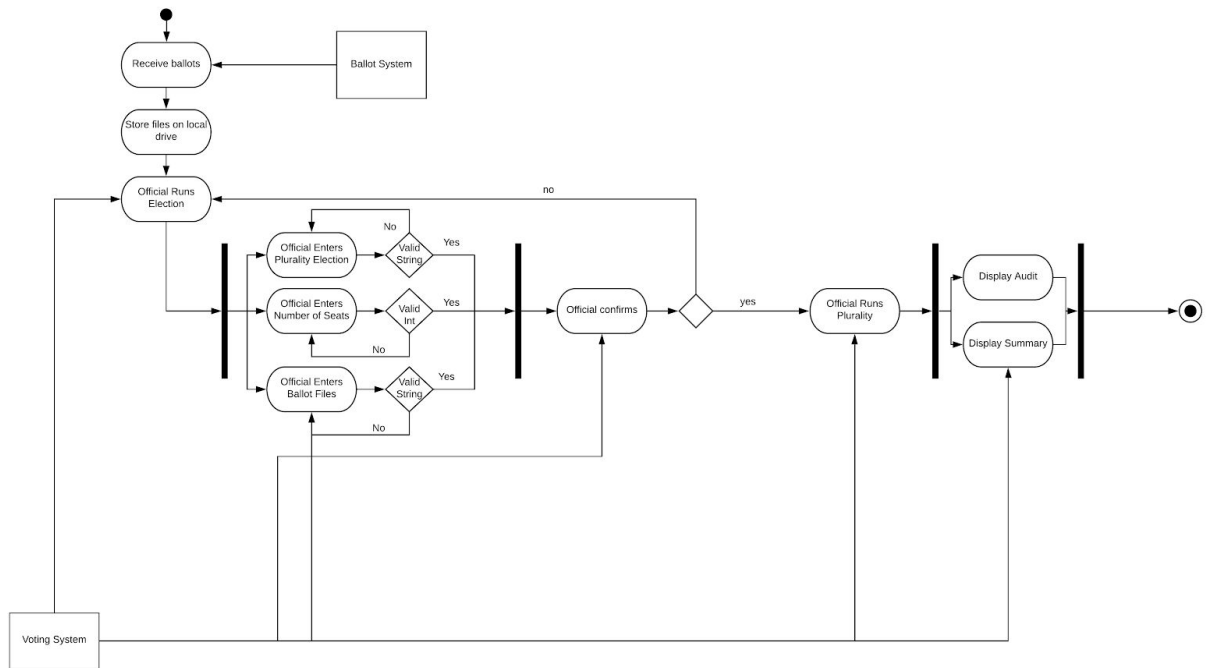 Receive ballots
Ballot System
Store files on local
drive
Official Runs
Election
no
No
Official Enters
Plurality Election
Valid
String
Yes
Official Enters
Number of Seats
Valid
Int
Yes
No
Official Enters
Ballot Files
Valid
String
Yes
No
Official confirms
yes
Official Runs
Plurality
Display Audit
Display Summary
Voting System